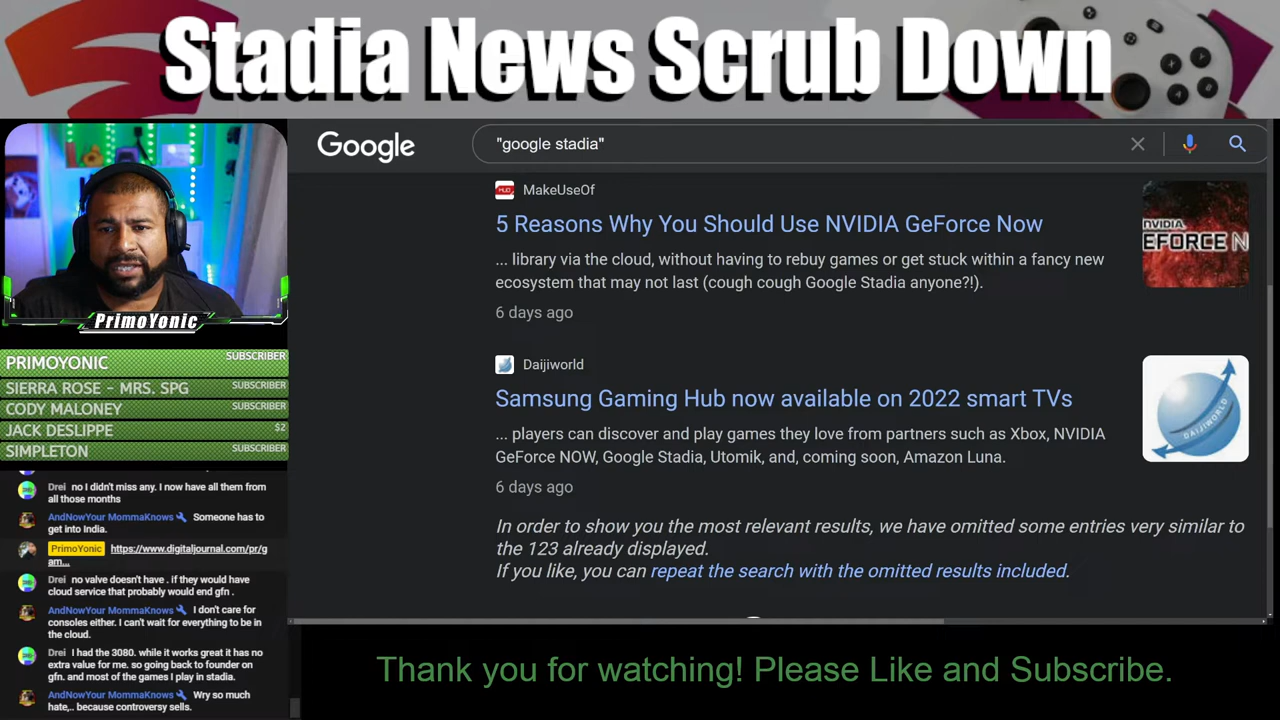 Stadia News Scrub Down
Google
"google stadia"
MakeUseOf
5 Reasons Why You Should Use NVIDIA GeForce Now
... library via the cloud, without having to rebuy games or get stuck within a fancy new
ecosystem that may not last (cough cough Google Stadia anyone?!).
6 days ago
NVIDIA.
EFORCE N
Daijiworld
Samsung Gaming Hub now available on 2022 smart TVs
... players can discover and play games they love from partners such as Xbox, NVIDIA
GeForce NOW, Google Stadia, Utomik, and, coming soon, Amazon Luna.
6 days ago
DAIJIWORLD
In order to show you the most relevant results, we have omitted some entries very similar to
the 123 already displayed.
If you like, you can repeat the search with the omitted results included.
PrimoYonic
PRIMOYONIC SUBSCRIBER
SIERRA ROSE - MRS. SPG SUBSCRIBER
CODY MALONEY SUBSCRIBER
JACK DESLIPPE $2
SIMPLETON SUBSCRIBER
Drei no I didn't miss any. I now have all them from
all those months
AndNowYour MommaKnows Someone has to
get into India.
PrimoYonic https://www.digitaljournal.com/pr/g
am...
Drei no valve doesn't have . if they would have
cloud service that probably would end gfn .
AndNowYour MommaKnows I don't care for
consoles either. I can't wait for everything to be in
the cloud.
Drei I had the 3080. while it works great it has no
extra value for me. so going back to founder on
gfn. and most of the games I play in stadia.
AndNowYour MommaKnows Wry so much
hate,.. because controversy sells.
Thank you for watching! Please Like and Subscribe.